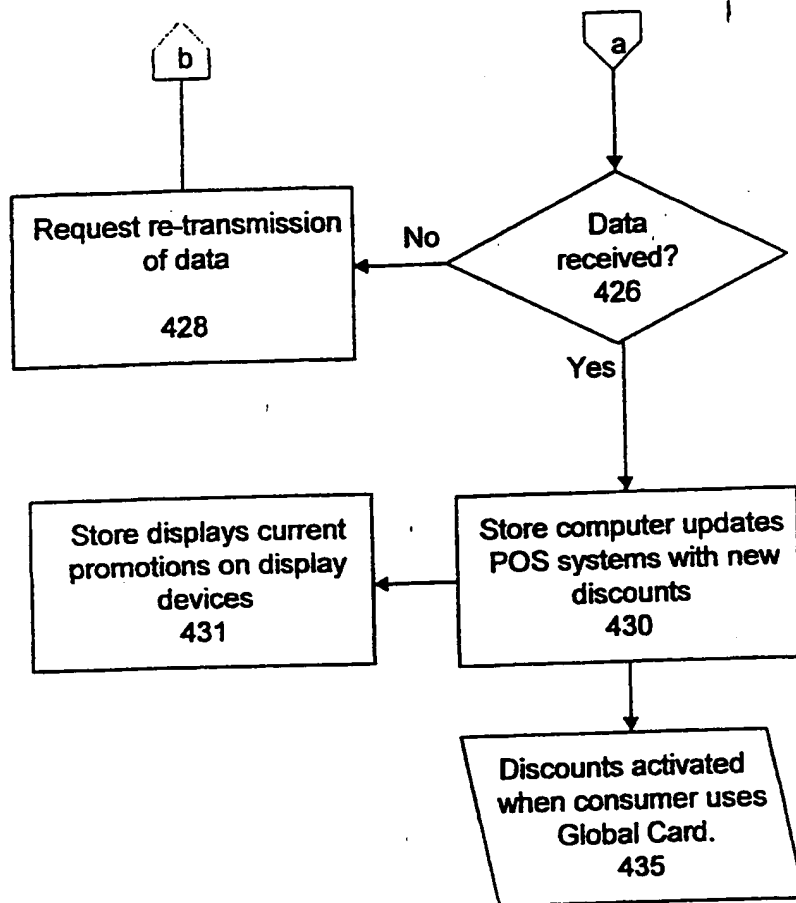 b
a
Request re-transmission
of data
428
No
Data
received?
426
Yes
Store displays current
promotions on display
devices
431
Store computer updates
POS systems with new
discounts
430
Discounts activated
when consumer uses
Global Card.
435